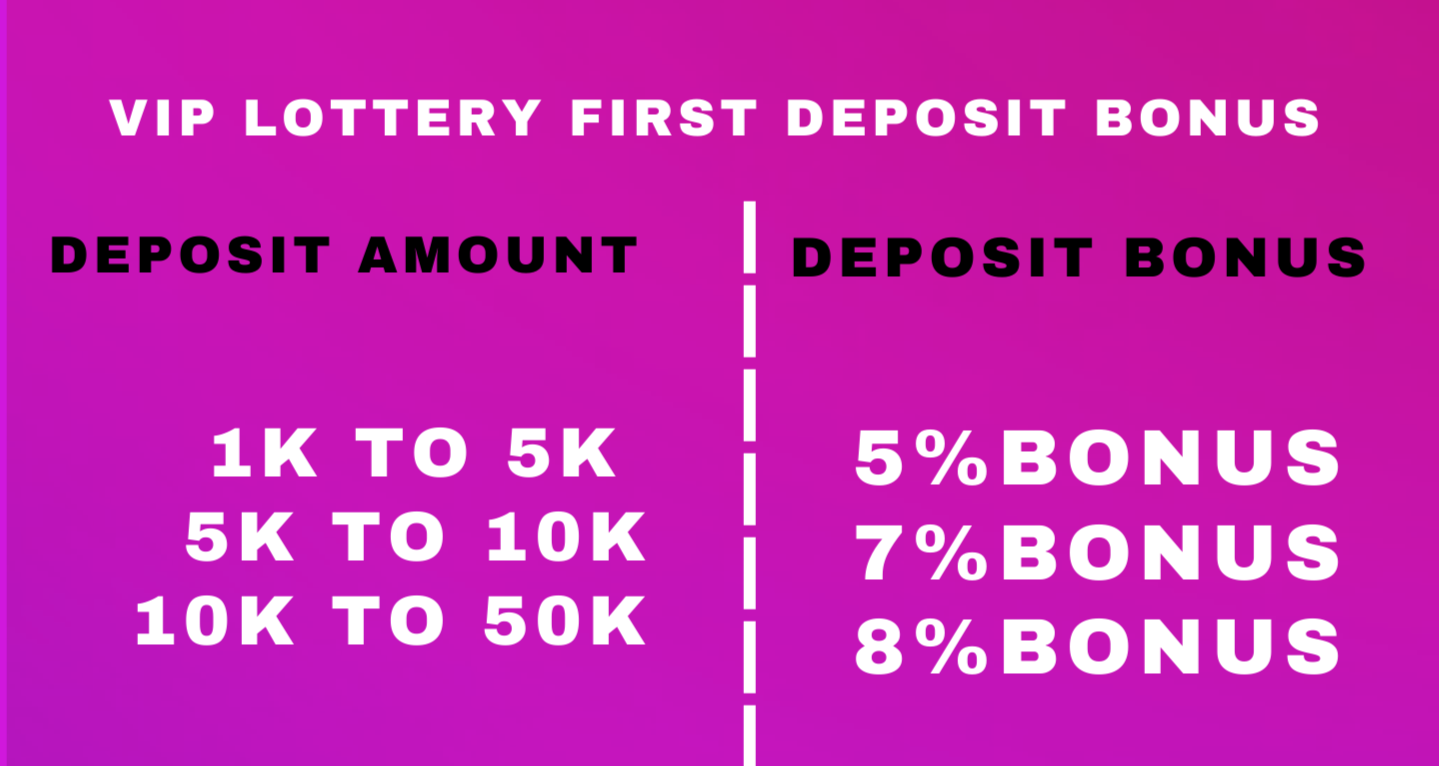 VIP LOTTERY FIRST DEPOSIT BONUS
DEPOSIT AMOUNT
1K TO 5K
5K TO 10K
10K TO 50K
DEPOSIT BONUS
5%BONUS
7%BONUS
8%BONUS